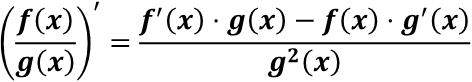 (f(x)/g(x))′ = (f′(x) · g(x) − f(x) · g′(x))/g²(x)